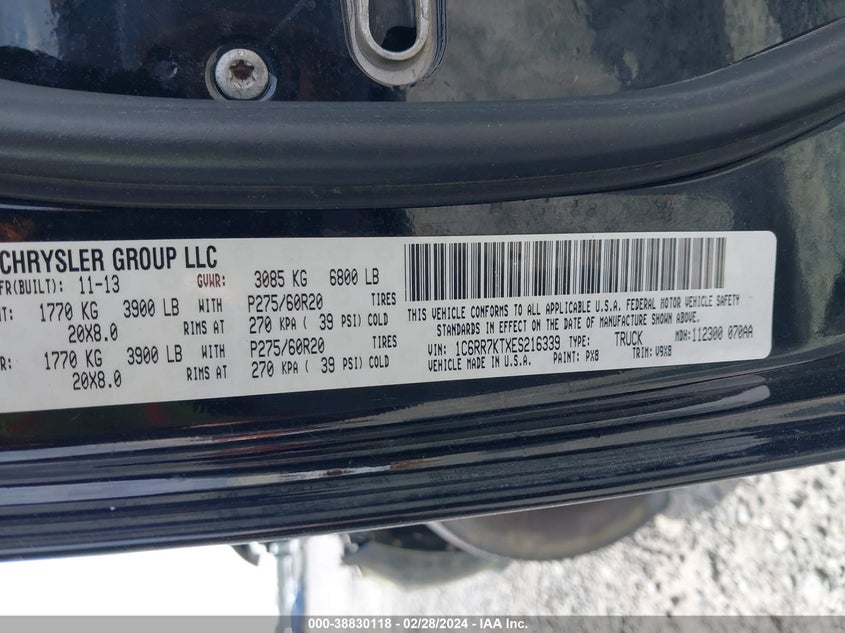 CHRYSLER GROUP LLC
FR(BUILT): 11-13 GVWR: 3085 KG 6800 LB
NT: 1770 KG 3900 LB WITH P275/60R20 TIRES
20X8.0 RIMS AT 270 KPA ( 39 PSI) COLD
R: 1770 KG 3900 LB WITH P275/60R20 TIRES
20X8.0 RIMS AT 270 KPA ( 39 PSI) COLD
THIS VEHICLE CONFORMS TO ALL APPLICABLE U.S.A. FEDERAL MOTOR VEHICLE SAFETY
STANDARDS IN EFFECT ON THE DATE OF MANUFACTURE SHOWN ABOVE.
VIN: 1C6RR7KTXES216339 TYPE: TRUCK MDH: 112300 070AA
VEHICLE MADE IN U.S.A. PAINT: PX8 TRIM: V9X8
000-38830118 - 02/28/2024 - IAA Inc.